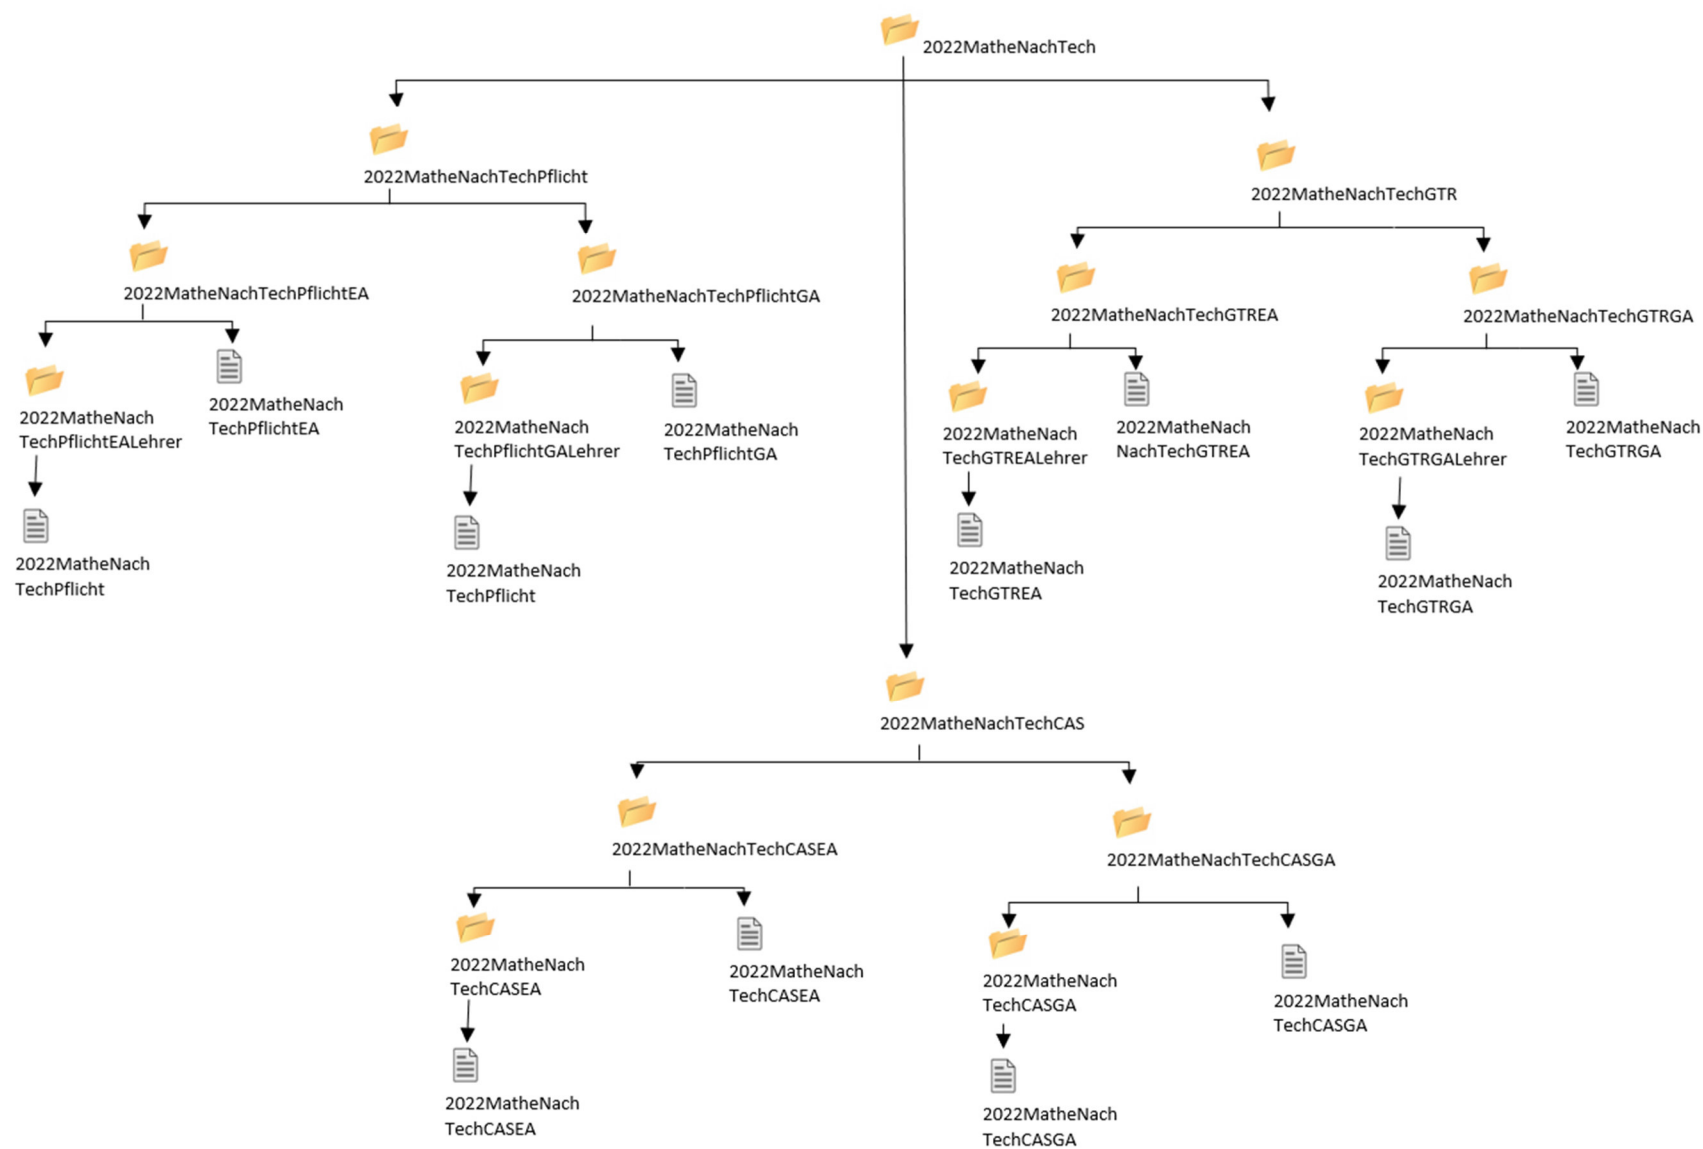 2022MatheNachTech
2022MatheNachTechPflicht
2022MatheNachTechGTR
2022MatheNachTechPflichtEA
2022MatheNachTechPflichtGA
2022MatheNachTechGTREA
2022MatheNachTechGTRGA
2022MatheNach
TechPflichtEALehrer
2022MatheNach
TechPflichtEA
2022MatheNach
TechPflichtGALehrer
2022MatheNach
TechPflichtGA
2022MatheNach
TechGTREALehrer
2022MatheNach
NachTechGTREA
2022MatheNach
TechGTRGALehrer
2022MatheNach
TechGTRGA
2022MatheNach
TechPflicht
2022MatheNach
TechPflicht
2022MatheNach
TechGTREA
2022MatheNach
TechGTRGA
2022MatheNachTechCAS
2022MatheNachTechCASEA
2022MatheNachTechCASGA
2022MatheNach
TechCASEA
2022MatheNach
TechCASEA
2022MatheNach
TechCASGA
2022MatheNach
TechCASGA
2022MatheNach
TechCASEA
2022MatheNach
TechCASGA